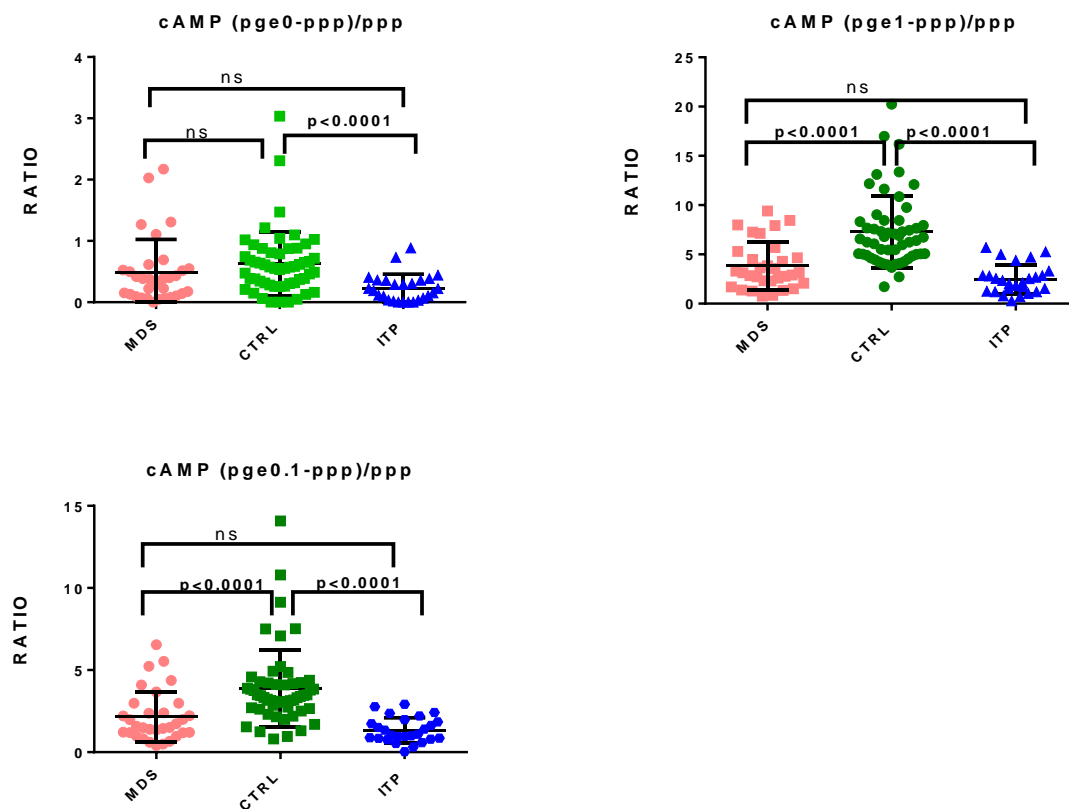 cAMP (pge0-ppp)/ppp
RATIO
4
3
2
1
0
ns
ns
p<0.0001
MDS
CTRL
ITP
cAMP (pge1-ppp)/ppp
RATIO
25
20
15
10
5
0
ns
p<0.0001
p<0.0001
MDS
CTRL
ITP
cAMP (pge0.1-ppp)/ppp
RATIO
15
10
5
0
ns
p<0.0001
p<0.0001
MDS
CTRL
ITP